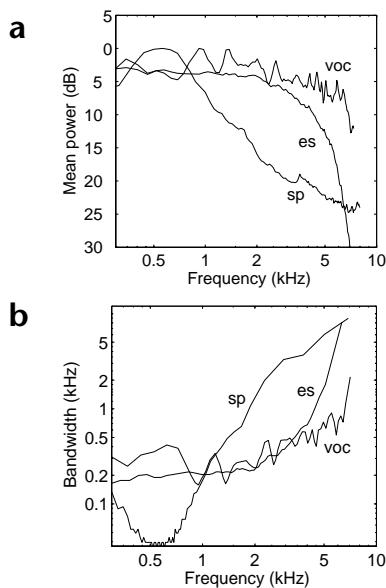 a
0
5
10
15
20
25
30
Mean power (dB)
voc
es
sp
0.5
1
2
5
10
Frequency (kHz)
b
5
2
1
0.5
0.2
0.1
Bandwidth (kHz)
sp
es
voc
0.5
1
2
5
10
Frequency (kHz)